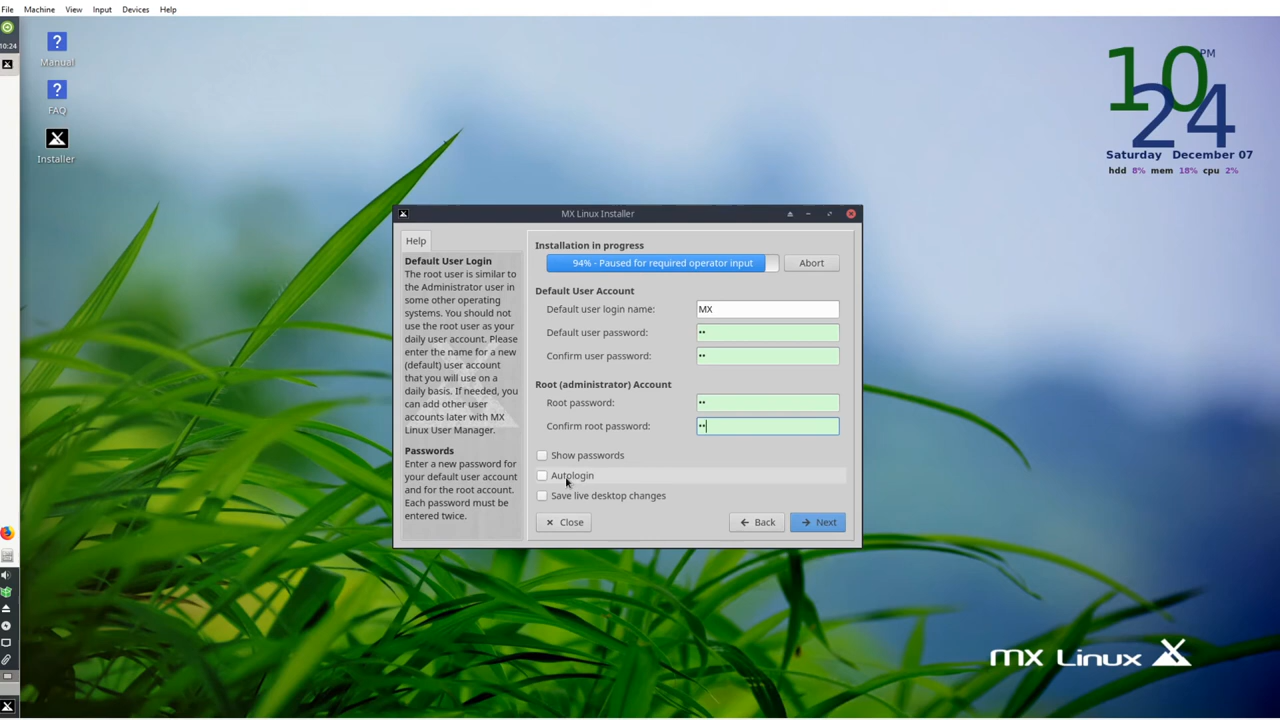 File Machine View Input Devices Help
10:24
Manual
FAQ
Installer
10 PM
24
Saturday December 07
hdd 8% mem 18% cpu 2%
MX Linux Installer
Help
Default User Login
The root user is similar to
the Administrator user in
some other operating
systems. You should not
use the root user as your
daily user account. Please
enter the name for a new
(default) user account
that you will use on a
daily basis. If needed, you
can add other user
accounts later with MX
Linux User Manager.
Passwords
Enter a new password for
your default user account
and for the root account.
Each password must be
entered twice.
Installation in progress
94% - Paused for required operator input
Abort
Default User Account
Default user login name: MX
Default user password: ••
Confirm user password: ••
Root (administrator) Account
Root password: ••
Confirm root password: ••
Show passwords
Autologin
Save live desktop changes
Close
Back
Next
mx Linux